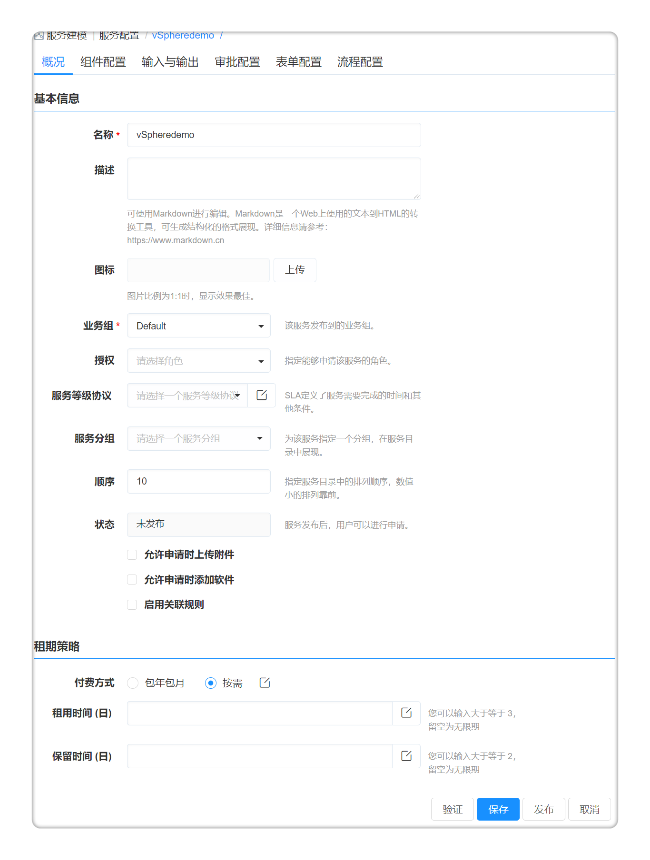 服务建模 | 服务配置 / vSpheredemo /
概况 组件配置 输入与输出 审批配置 表单配置 流程配置
基本信息
名称 * vSpheredemo
描述
可使用Markdown进行编辑。Markdown是一个Web上使用的文本到HTML的转
换工具，可生成结构化的格式展现。详细信息请参考：
https://www.markdown.cn
图标 上传
图片比例为1:1时，显示效果最佳。
业务组 * Default 该服务发布到的业务组。
授权 请选择角色 指定能够申请该服务的角色。
服务等级协议 请选择一个服务等级协议 SLA定义了服务需要完成的时间和其
他条件。
服务分组 请选择一个服务分组 为该服务指定一个分组，在服务目
录中展现。
顺序 10 指定服务目录中的排列顺序，数值
小的排列靠前。
状态 未发布 服务发布后，用户可以进行申请。
允许申请时上传附件
允许申请时添加软件
启用关联规则
租期策略
付费方式 包年包月 按需
租用时间 (日) 您可以输入大于等于 3，
留空为无限期
保留时间 (日) 您可以输入大于等于 2，
留空为无限期
验证 保存 发布 取消